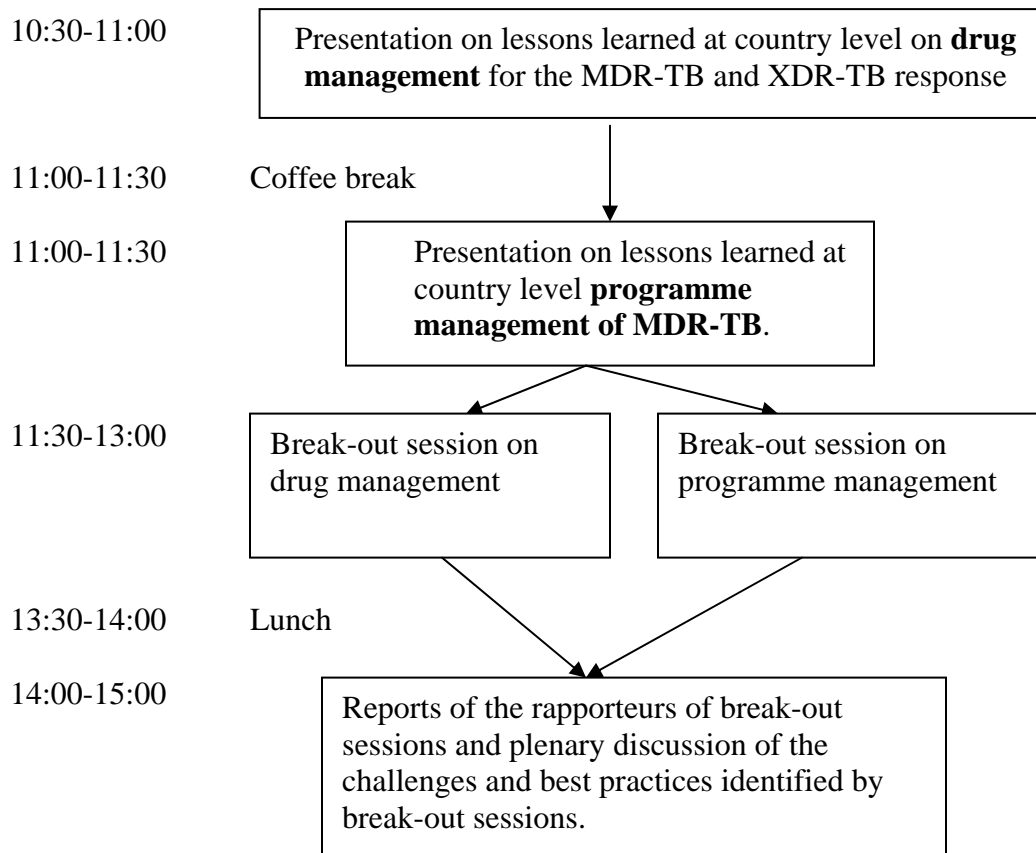 10:30-11:00
Presentation on lessons learned at country level on drug
management for the MDR-TB and XDR-TB response
11:00-11:30
Coffee break
11:00-11:30
Presentation on lessons learned at
country level programme
management of MDR-TB.
11:30-13:00
Break-out session on
drug management
Break-out session on
programme management
13:30-14:00
Lunch
14:00-15:00
Reports of the rapporteurs of break-out
sessions and plenary discussion of the
challenges and best practices identified by
break-out sessions.